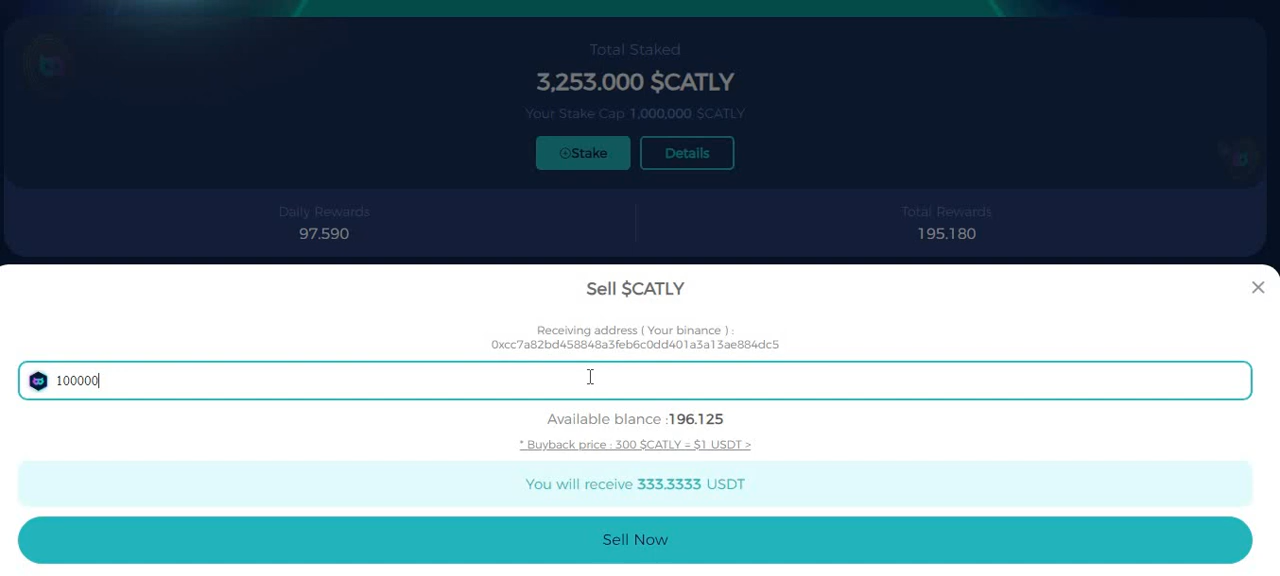 Total Staked
3,253.000 $CATLY
Your Stake Cap 1,000,000 $CATLY
Stake
Details
Daily Rewards
Total Rewards
97.590
195.180
Sell $CATLY
Receiving address ( Your binance ) :
0xcc7a82bd458848a3feb6c0dd401a3a13ae884dc5
100000
Available blance :196.125
* Buyback price : 300 $CATLY = $1 USDT >
You will receive 333.3333 USDT
Sell Now